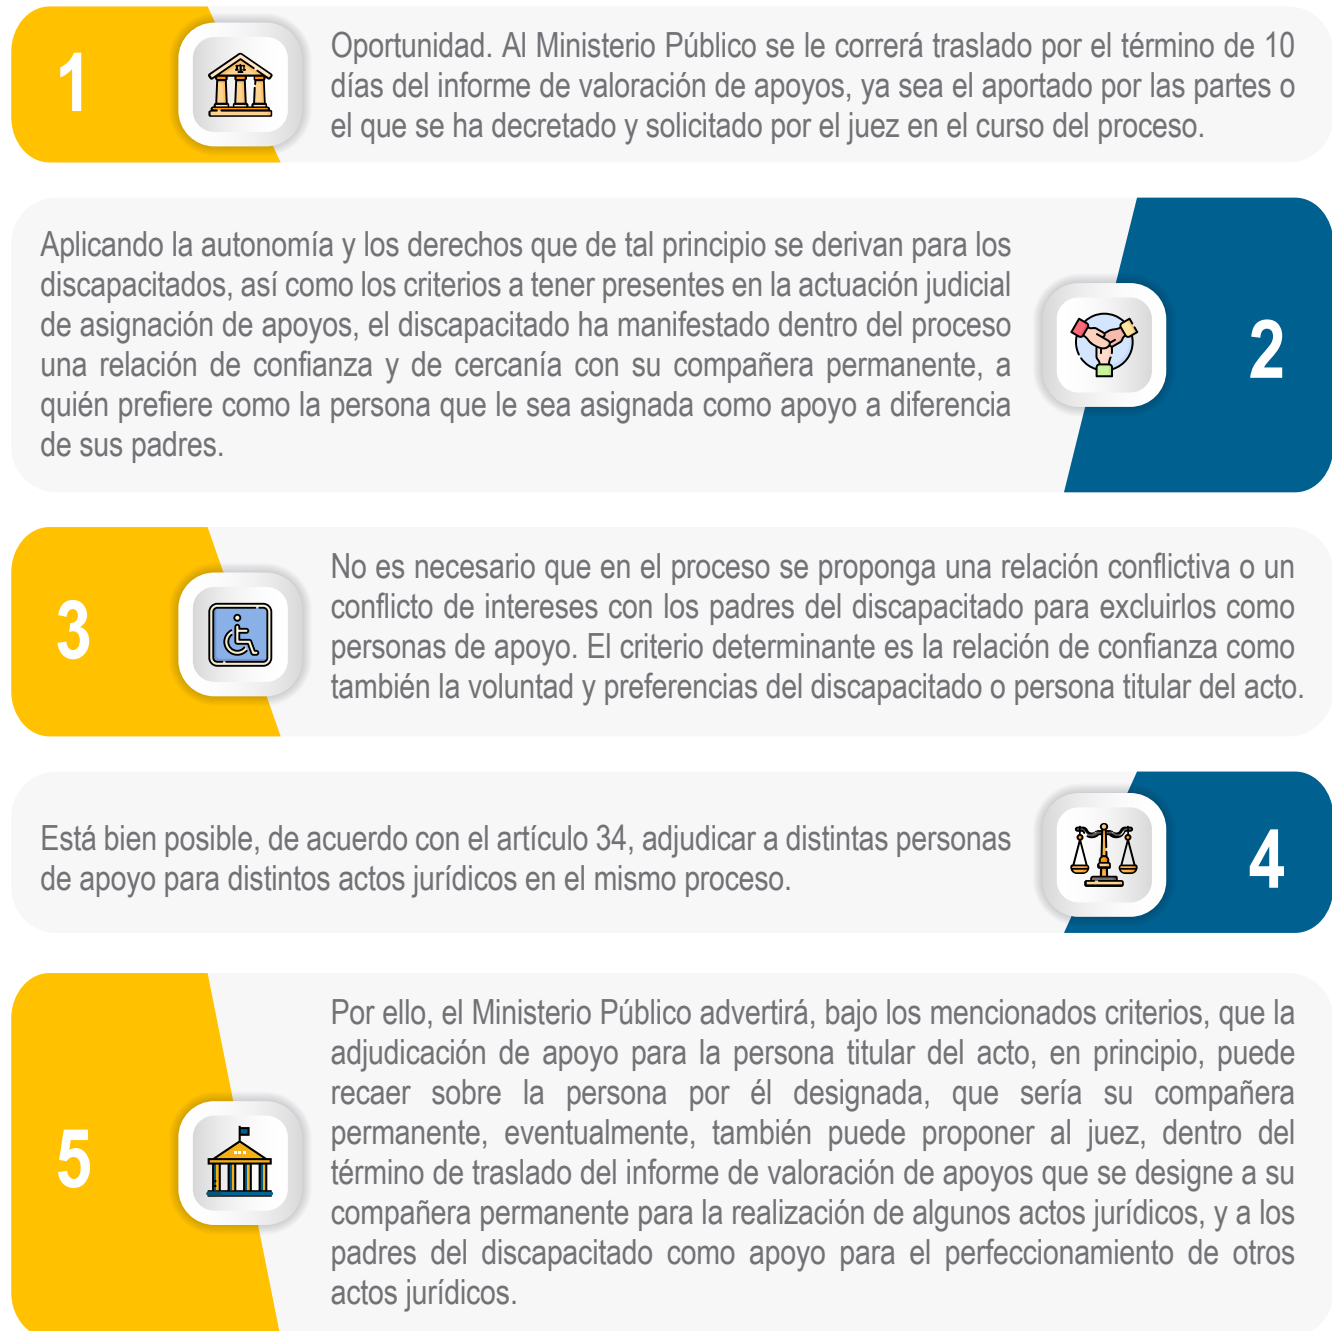 1
Oportunidad. Al Ministerio Público se le correrá traslado por el término de 10
días del informe de valoración de apoyos, ya sea el aportado por las partes o
el que se ha decretado y solicitado por el juez en el curso del proceso.
Aplicando la autonomía y los derechos que de tal principio se derivan para los
discapacitados, así como los criterios a tener presentes en la actuación judicial
de asignación de apoyos, el discapacitado ha manifestado dentro del proceso
una relación de confianza y de cercanía con su compañera permanente, a
quién prefiere como la persona que le sea asignada como apoyo a diferencia
de sus padres.
2
3
No es necesario que en el proceso se proponga una relación conflictiva o un
conflicto de intereses con los padres del discapacitado para excluirlos como
personas de apoyo. El criterio determinante es la relación de confianza como
también la voluntad y preferencias del discapacitado o persona titular del acto.
Está bien posible, de acuerdo con el artículo 34, adjudicar a distintas personas
de apoyo para distintos actos jurídicos en el mismo proceso.
4
5
Por ello, el Ministerio Público advertirá, bajo los mencionados criterios, que la
adjudicación de apoyo para la persona titular del acto, en principio, puede
recaer sobre la persona por él designada, que sería su compañera
permanente, eventualmente, también puede proponer al juez, dentro del
término de traslado del informe de valoración de apoyos que se designe a su
compañera permanente para la realización de algunos actos jurídicos, y a los
padres del discapacitado como apoyo para el perfeccionamiento de otros
actos jurídicos.